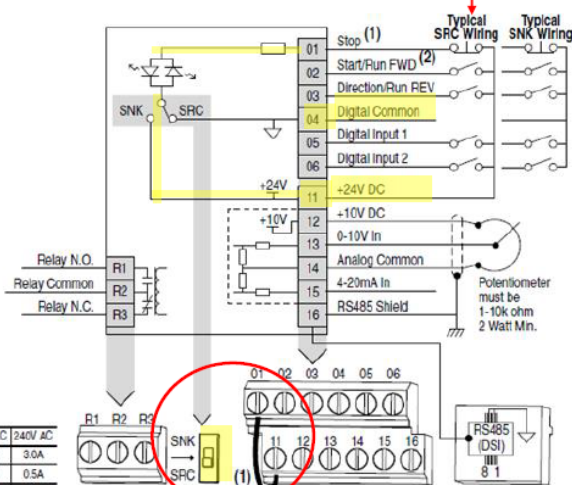 Typical SRC Wiring
Typical SNK Wiring
01 Stop (1)
02 Start/Run FWD (2)
03 Direction/Run REV
SNK SRC
04 Digital Common
05 Digital Input 1
06 Digital Input 2
+24V 11 +24V DC
+10V 12 +10V DC
13 0-10V In
14 Analog Common
15 4-20mA In
16 RS485 Shield
Relay N.O. R1
Relay Common R2
Relay N.C. R3
Potentiometer
must be
1-10k ohm
2 Watt Min.
01 02 03 04 05 06
R1 R2 R3
SNK
SRC
(1)
11 12 13 14 15 16
RS485
(DSI)
8 1
C 240V AC
3.0A
0.5A